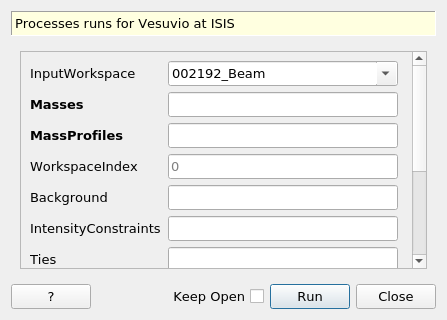 Processes runs for Vesuvio at ISIS
InputWorkspace 002192_Beam
Masses
MassProfiles
WorkspaceIndex 0
Background
IntensityConstraints
Ties
? Keep Open Run Close